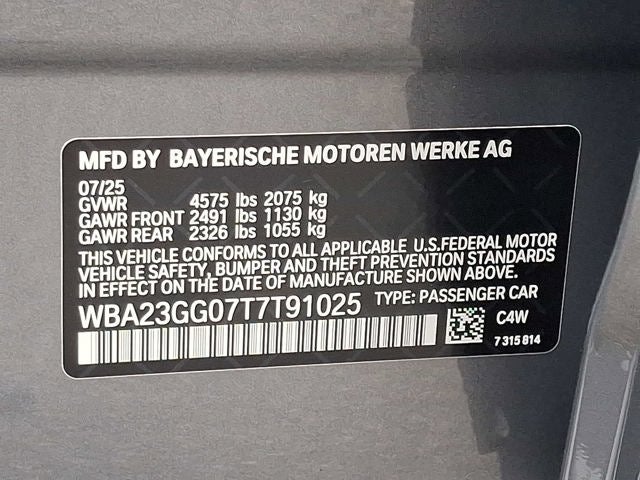 MFD BY BAYERISCHE MOTOREN WERKE AG
07/25
GVWR 4575 lbs 2075 kg
GAWR FRONT 2491 lbs 1130 kg
GAWR REAR 2326 lbs 1055 kg
THIS VEHICLE CONFORMS TO ALL APPLICABLE U.S.FEDERAL MOTOR
VEHICLE SAFETY, BUMPER AND THEFT PREVENTION STANDARDS
IN EFFECT ON THE DATE OF MANUFACTURE SHOWN ABOVE.
WBA23GG07T7T91025 TYPE: PASSENGER CAR
C4W
7 315 814